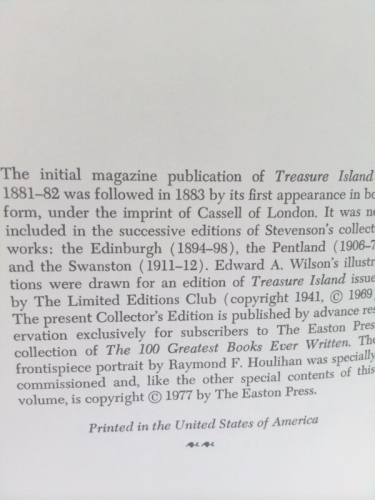 The initial magazine publication of Treasure Island
1881–82 was followed in 1883 by its first appearance in bo
form, under the imprint of Cassell of London. It was ne
included in the successive editions of Stevenson's collect
works: the Edinburgh (1894–98), the Pentland (1906–7
and the Swanston (1911–12). Edward A. Wilson's illustr
tions were drawn for an edition of Treasure Island issue
by The Limited Editions Club (copyright 1941, © 1969
The present Collector's Edition is published by advance res
ervation exclusively for subscribers to The Easton Pres
collection of The 100 Greatest Books Ever Written. The
frontispiece portrait by Raymond F. Houlihan was specially
commissioned and, like the other special contents of this
volume, is copyright © 1977 by The Easton Press.
Printed in the United States of America